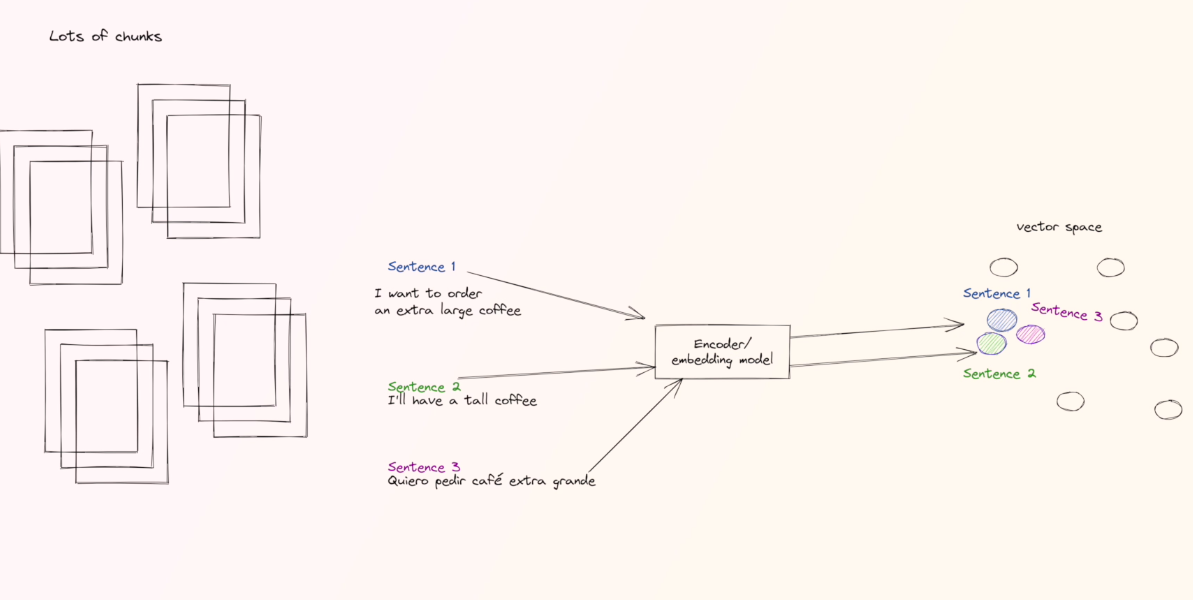 Lots of chunks
Sentence 1
I want to order
an extra large coffee
Sentence 2
I'll have a tall coffee
Sentence 3
Quiero pedir café extra grande
Encoder/
embedding model
vector space
Sentence 1
Sentence 3
Sentence 2